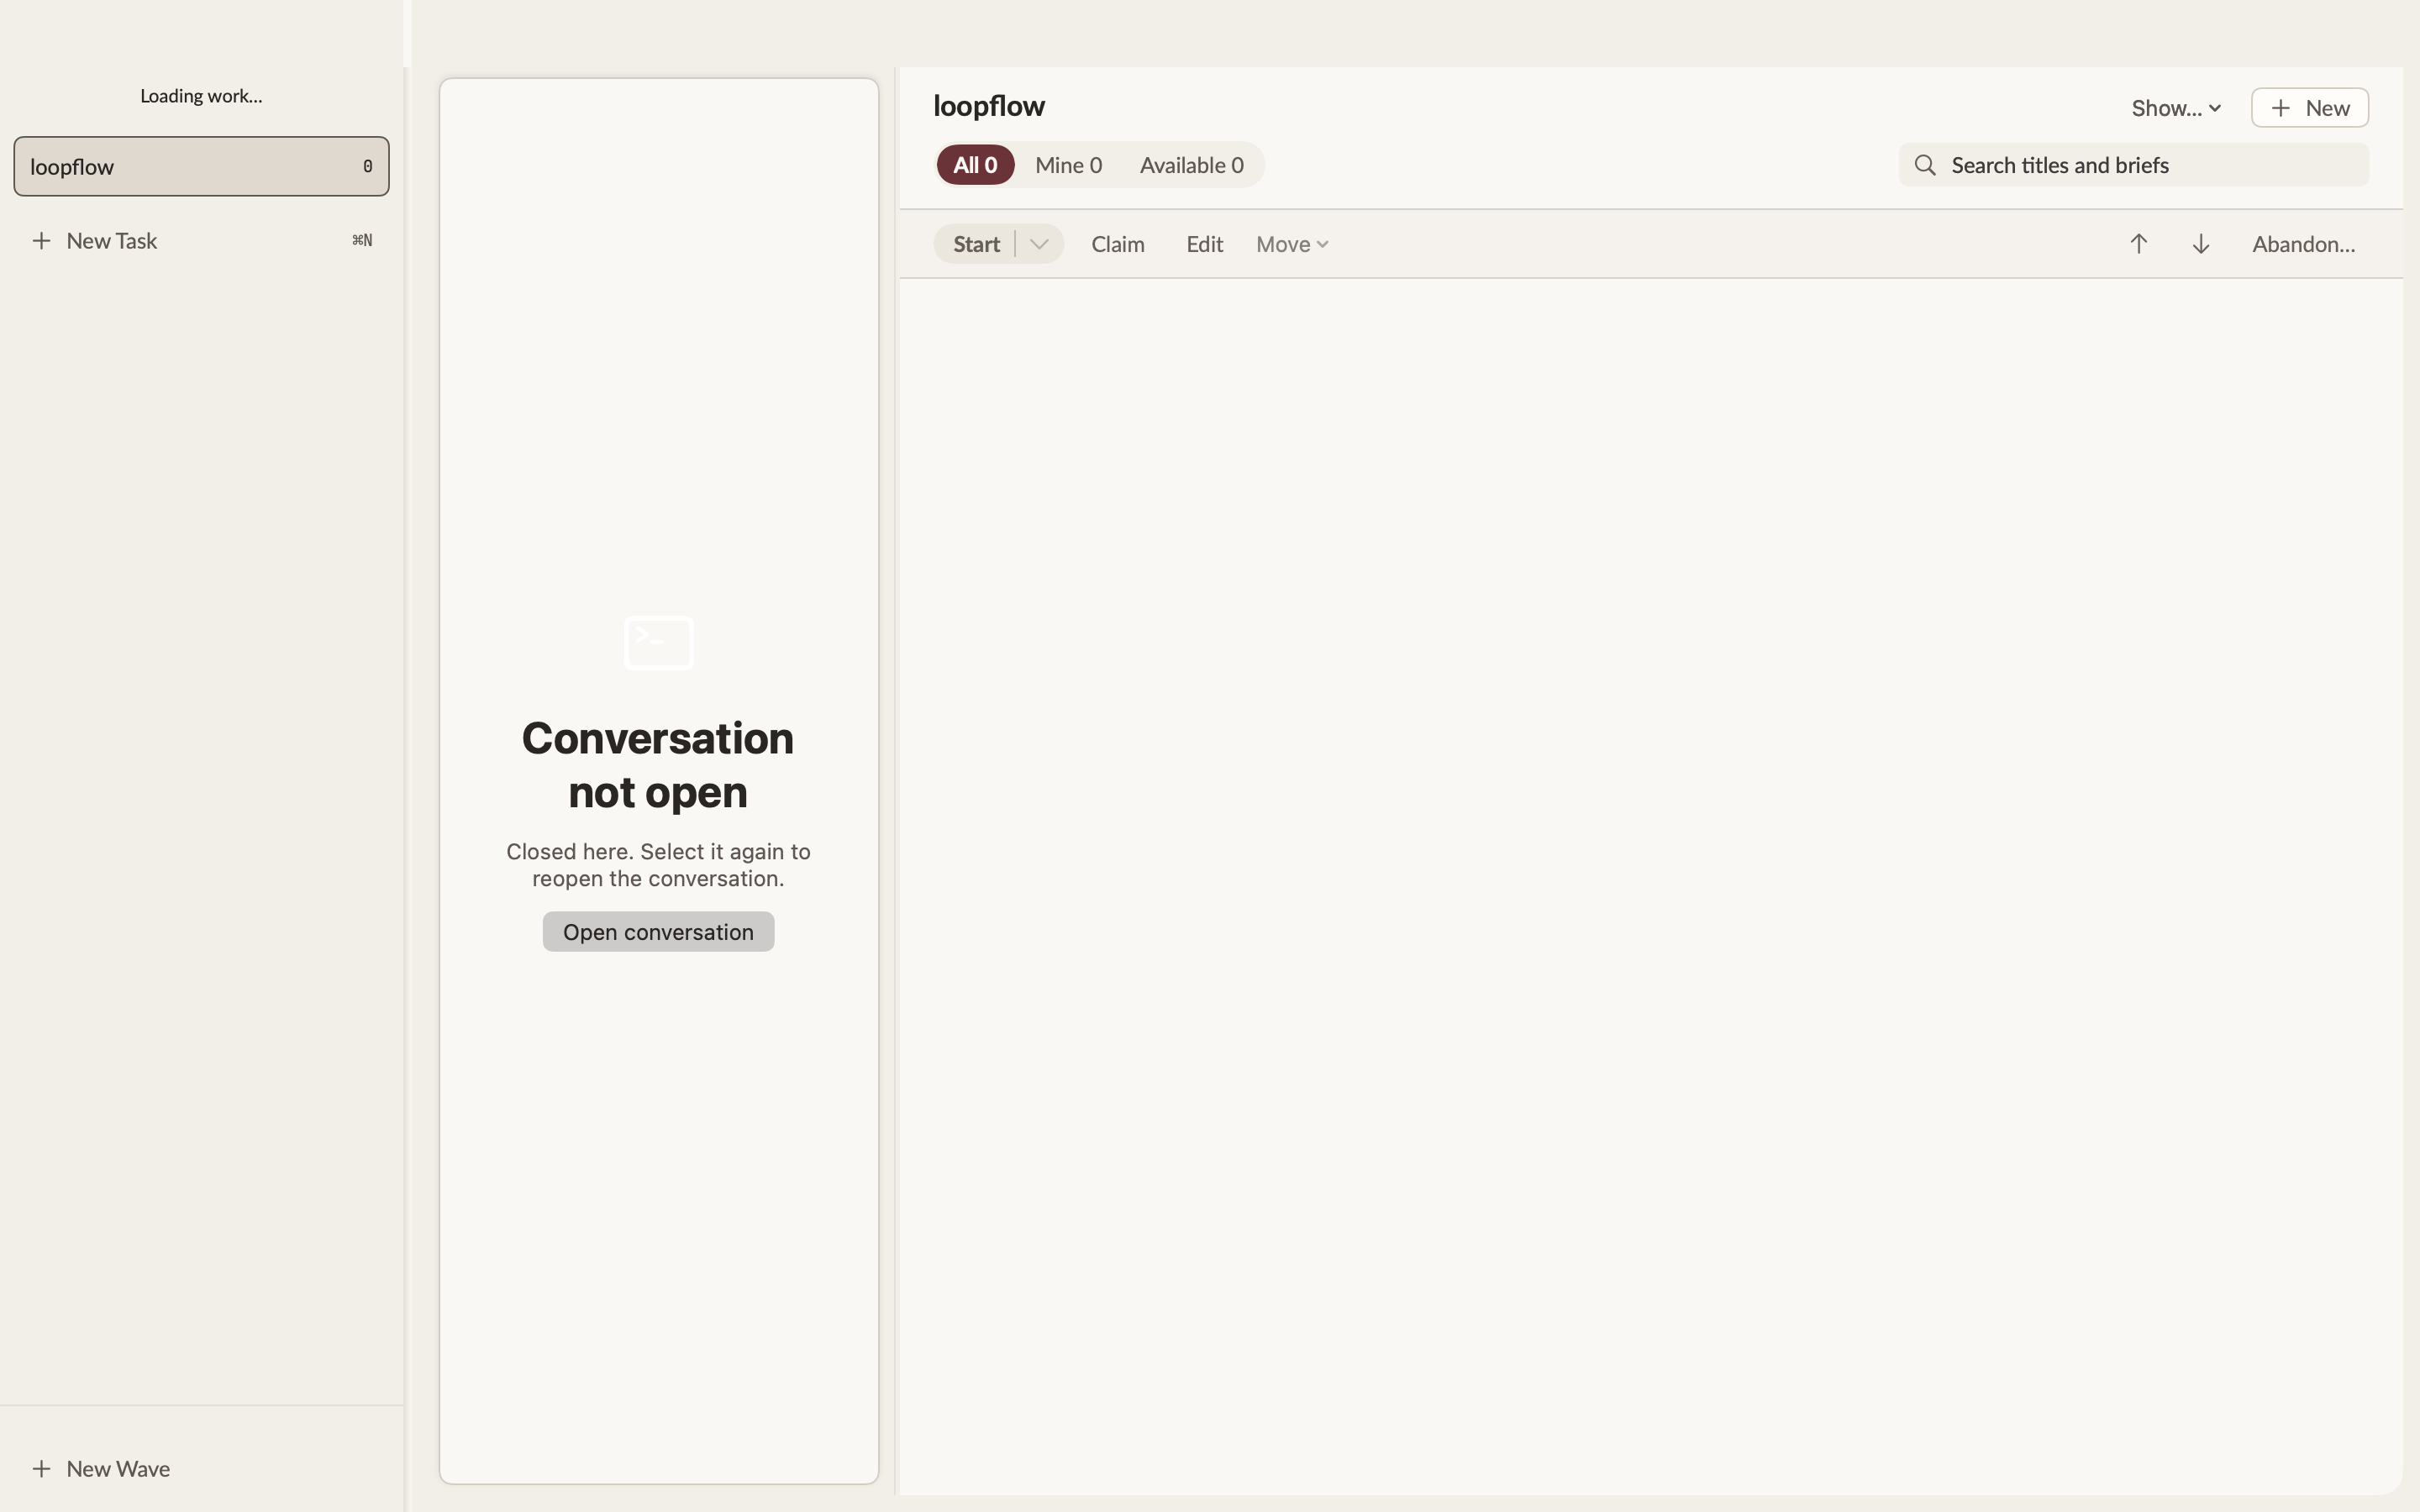 Loading work...
loopflow 0
+ New Task ⌘N
+ New Wave
>_
Conversation
not open
Closed here. Select it again to
reopen the conversation.
Open conversation
loopflow
Show...
+ New
All 0 Mine 0 Available 0
Search titles and briefs
Start Claim Edit Move
↑ ↓ Abandon...